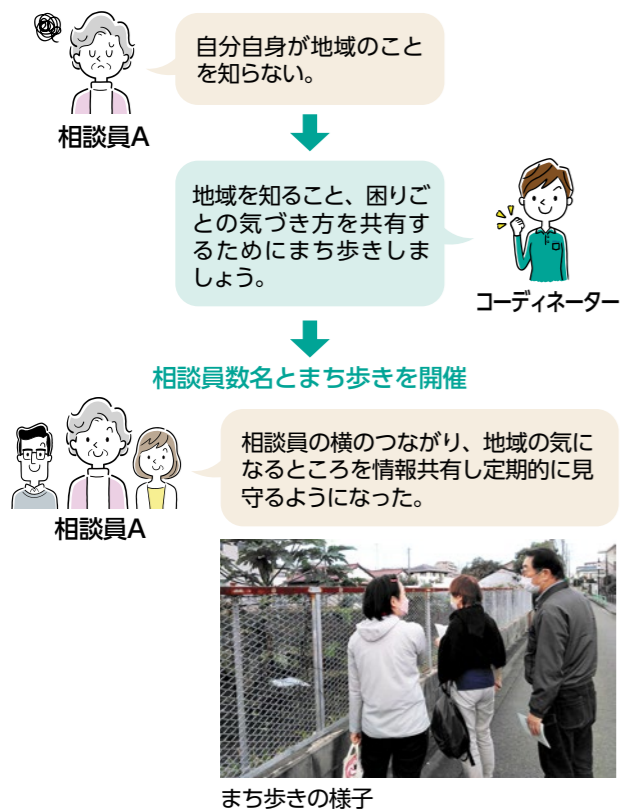 自分自身が地域のこと
を知らない。
相談員A
地域を知ること、困りご
との気づき方を共有す
るためにまち歩きしま
しょう。
コーディネーター
相談員数名とまち歩きを開催
相談員の横のつながり、地域の気に
なるところを情報共有し定期的に見
守るようになった。
相談員A
まち歩きの様子